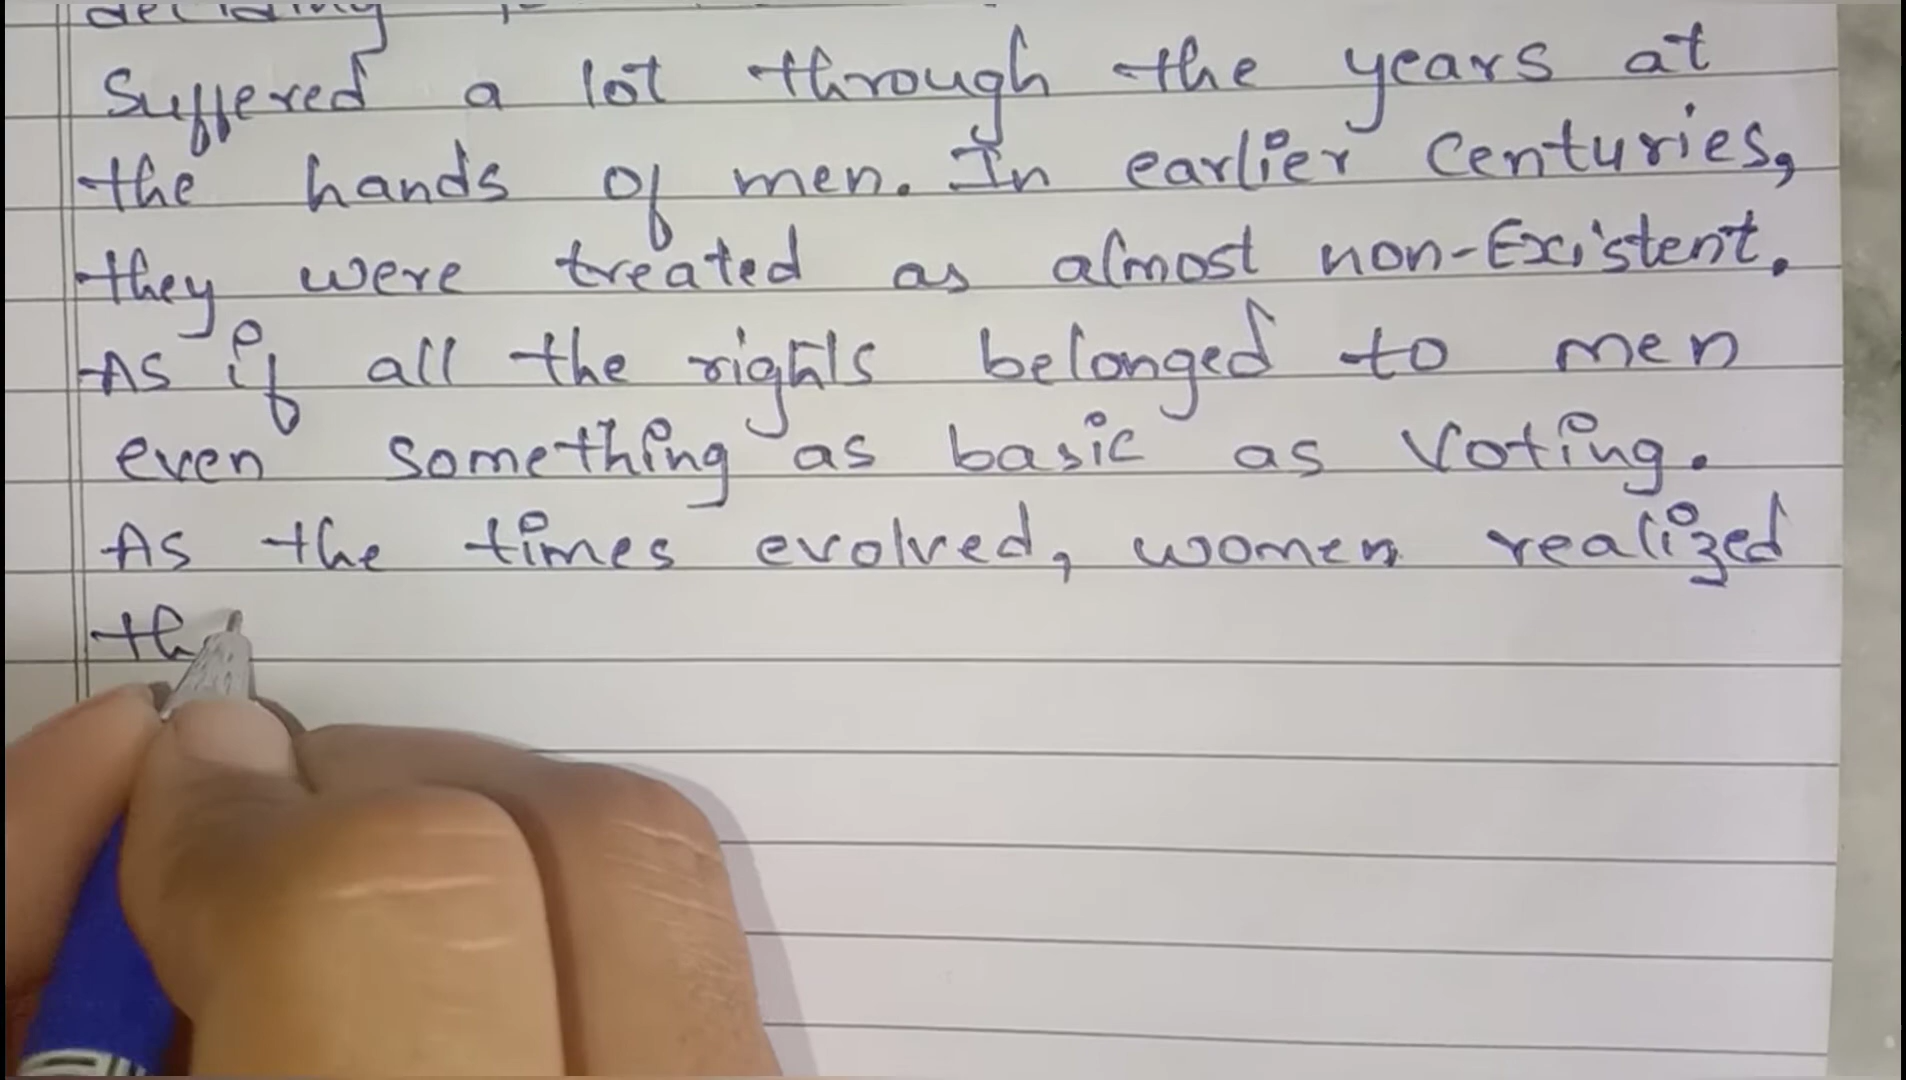 Suffered a lot through the years at
the hands of men. In earlier centuries,
they were treated as almost non-Existent.
As if all the rights belonged to men
even something as basic as Voting.
As the times evolved, women realized
th